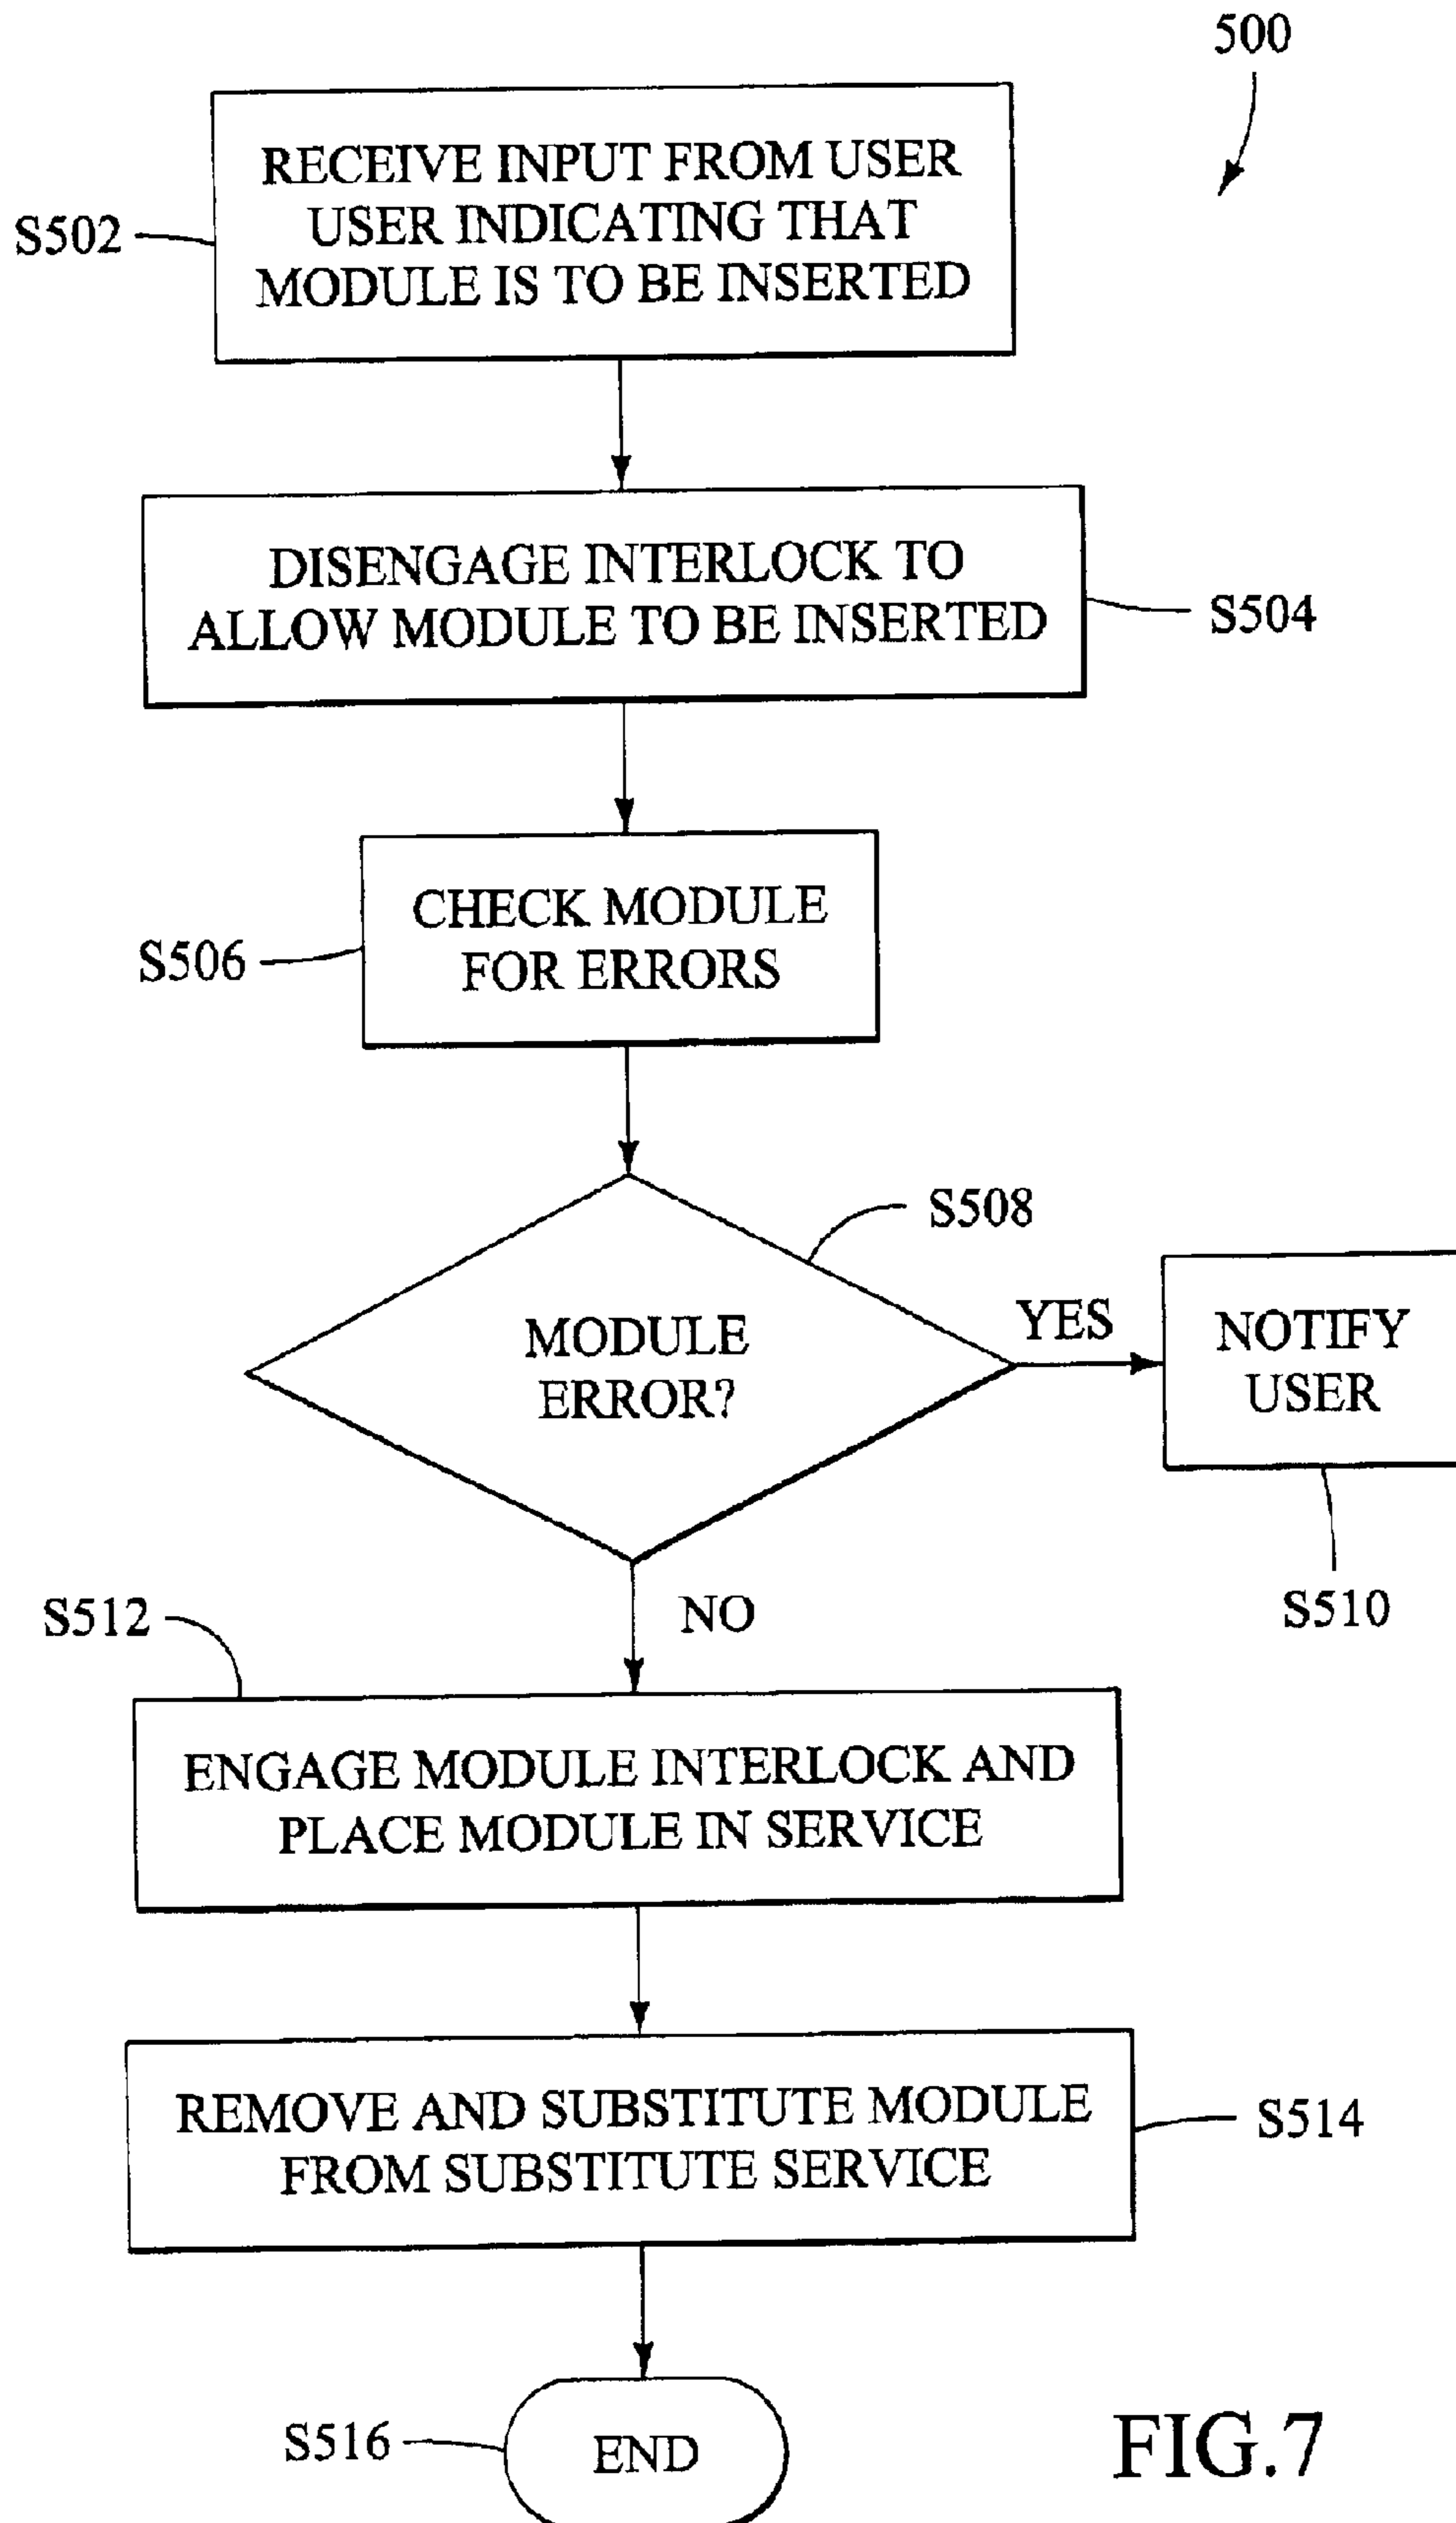 500
RECEIVE INPUT FROM USER
USER INDICATING THAT
MODULE IS TO BE INSERTED
S502
DISENGAGE INTERLOCK TO
ALLOW MODULE TO BE INSERTED
S504
CHECK MODULE
FOR ERRORS
S506
S508
MODULE
ERROR?
YES
NOTIFY
USER
S510
NO
S512
ENGAGE MODULE INTERLOCK AND
PLACE MODULE IN SERVICE
REMOVE AND SUBSTITUTE MODULE
FROM SUBSTITUTE SERVICE
S514
S516
END
FIG.7